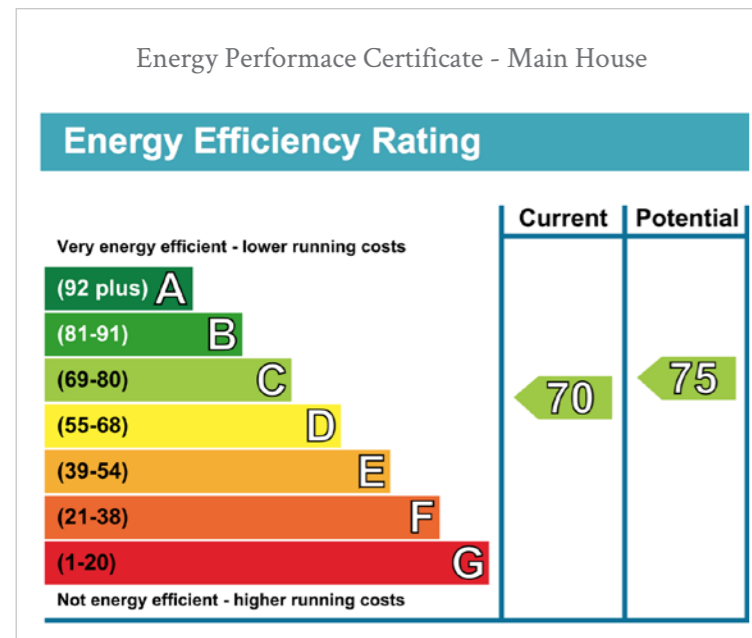 Energy Performace Certificate - Main House
Energy Efficiency Rating
Current Potential
Very energy efficient - lower running costs
(92 plus) A
(81-91) B
(69-80) C
(55-68) D
(39-54) E
(21-38) F
(1-20) G
70
75
Not energy efficient - higher running costs